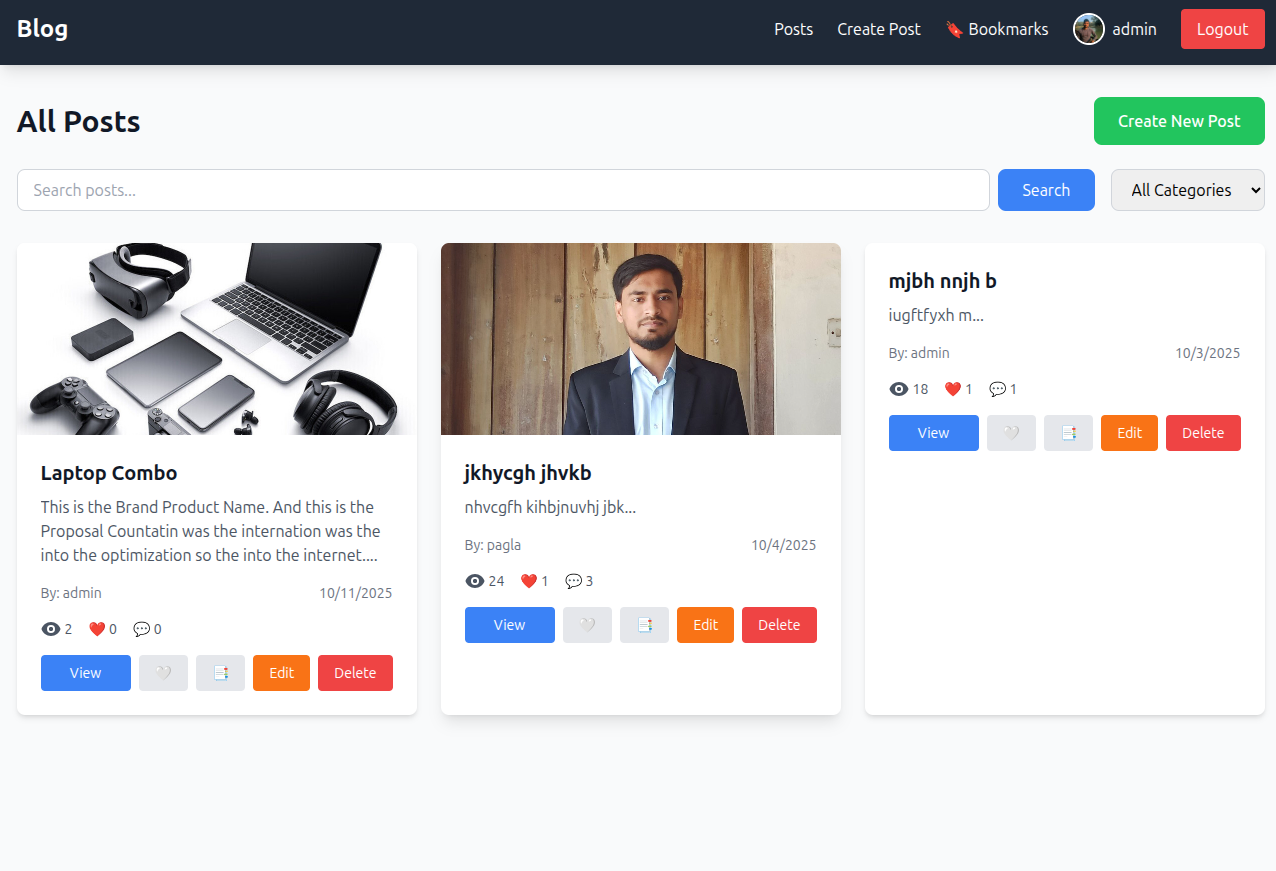 Blog
Posts
Create Post
🔖 Bookmarks
admin
Logout
All Posts
Create New Post
Search posts...
Search
All Categories
Laptop Combo
This is the Brand Product Name. And this is the
Proposal Countatin was the internation was the
into the optimization so the into the internet....
By: admin
10/11/2025
👁 2 ❤️ 0 💬 0
View
🤍
📑
Edit
Delete
jkhycgh jhvkb
nhvcgfh kihbjnuvhj jbk...
By: pagla
10/4/2025
👁 24 ❤️ 1 💬 3
View
🤍
📑
Edit
Delete
mjbh nnjh b
iugftfyxh m...
By: admin
10/3/2025
👁 18 ❤️ 1 💬 1
View
🤍
📑
Edit
Delete